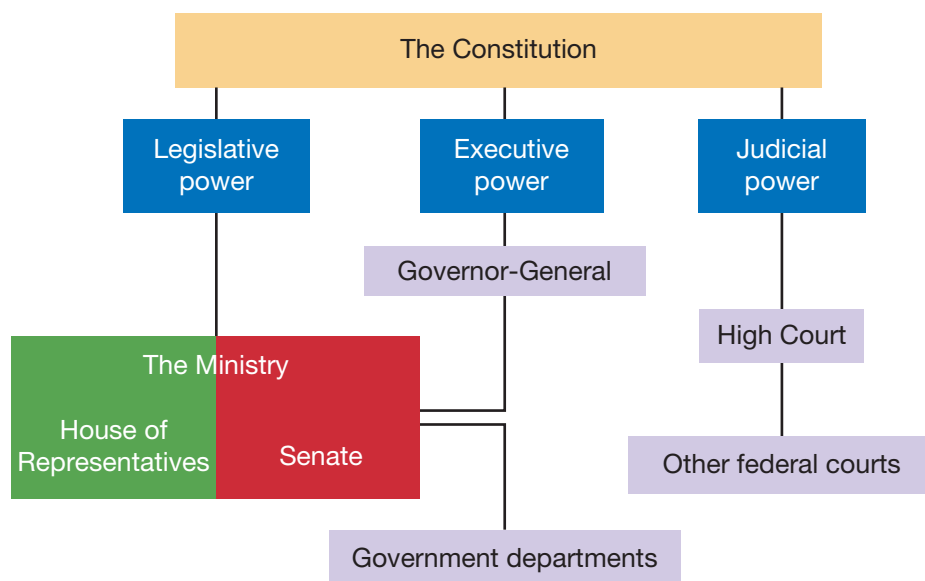 The Constitution
Legislative
power
Executive
power
Judicial
power
Governor-General
High Court
The Ministry
House of
Representatives
Senate
Other federal courts
Government departments